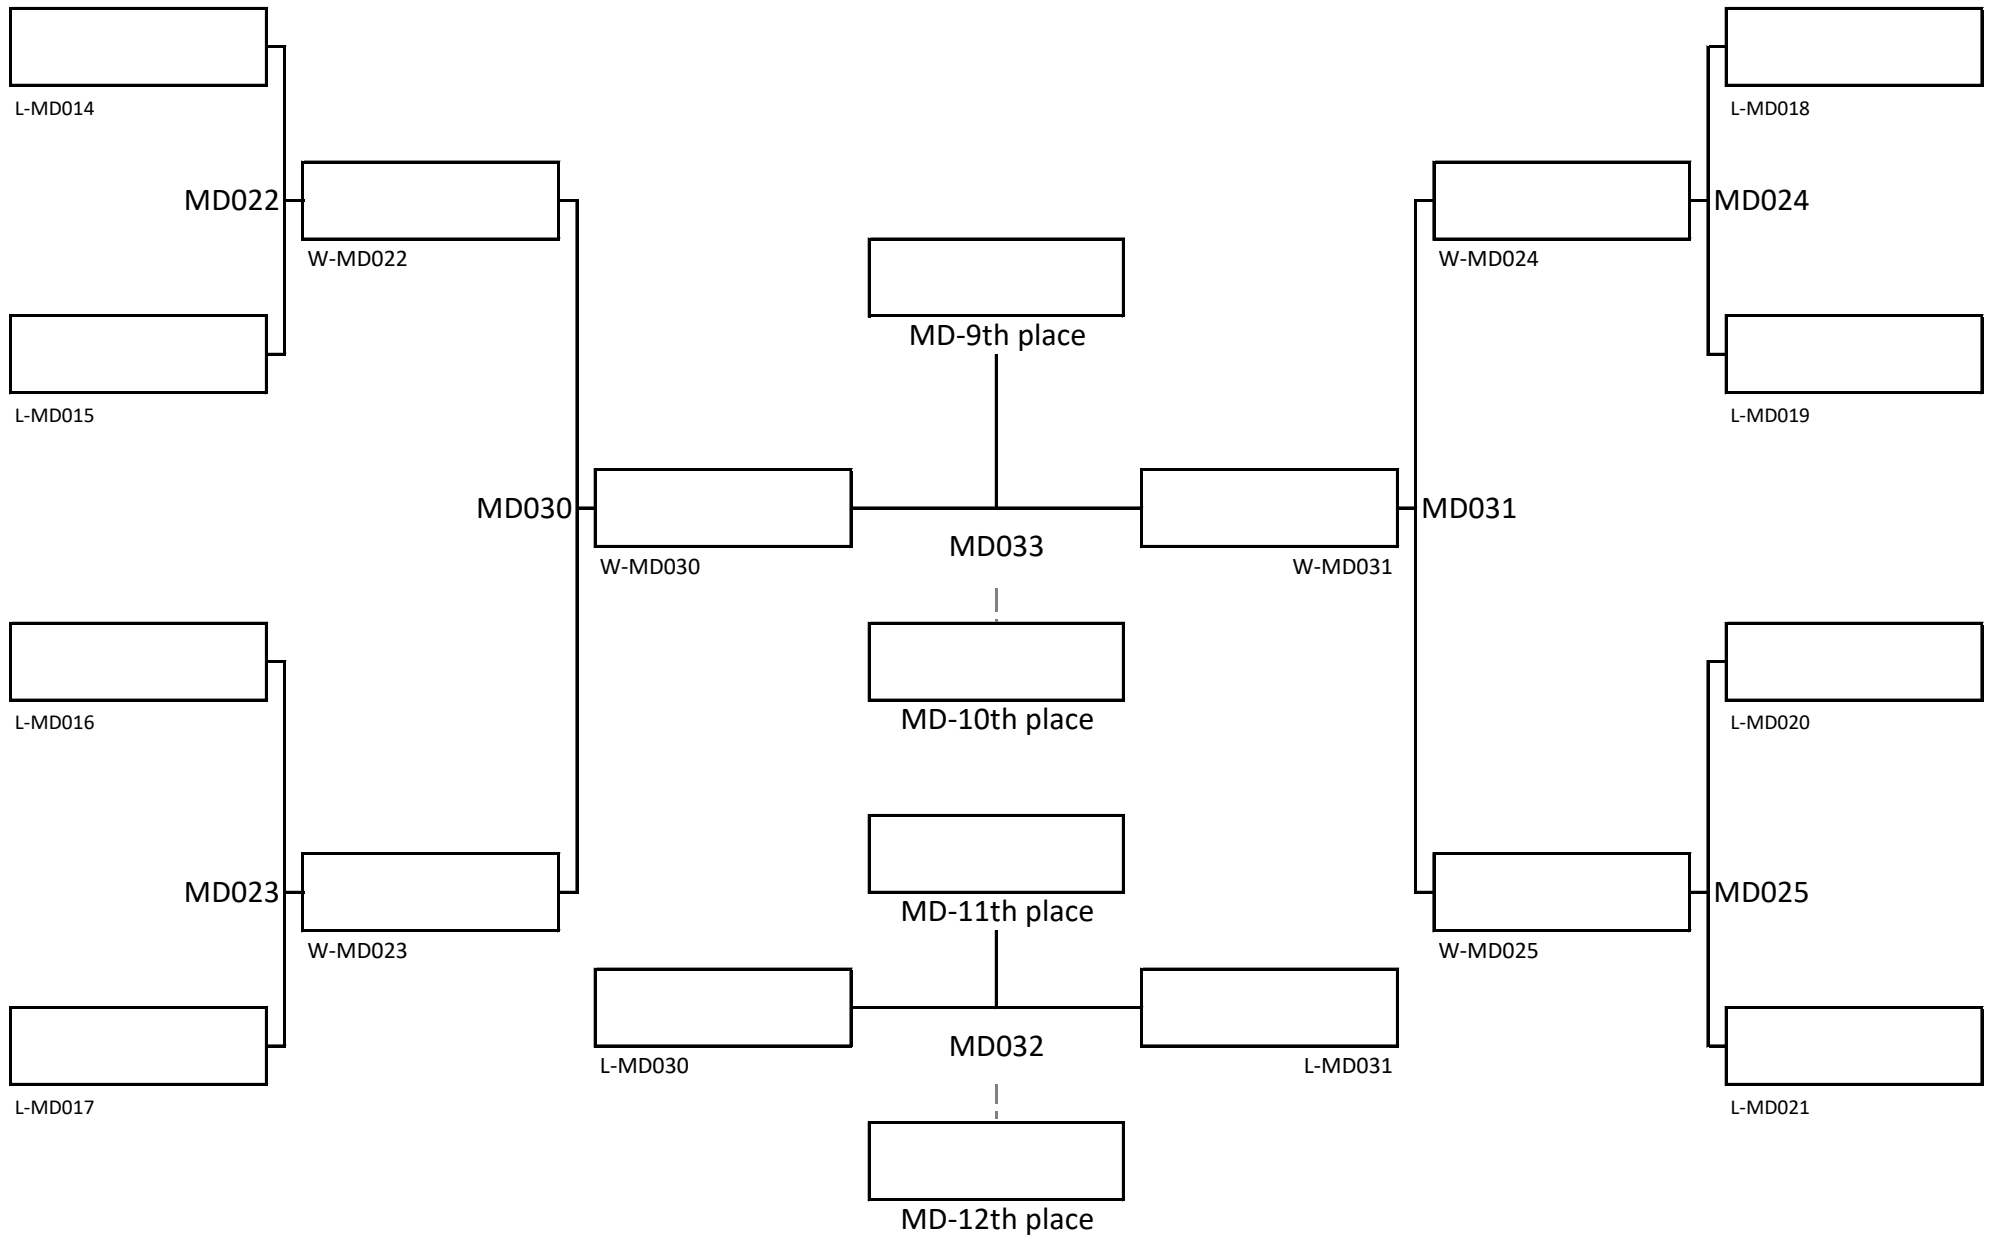 L-MD014
L-MD018
MD022
MD024
W-MD022
W-MD024
MD-9th place
L-MD015
L-MD019
MD030
MD031
MD033
W-MD030
W-MD031
L-MD016
MD-10th place
L-MD020
MD023
MD025
MD-11th place
W-MD023
W-MD025
MD032
L-MD030
L-MD031
L-MD017
L-MD021
MD-12th place